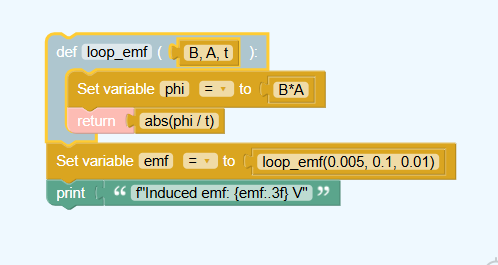 def loop_emf ( B, A, t ):
Set variable phi = to B*A
return abs(phi / t)
Set variable emf = to loop_emf(0.005, 0.1, 0.01)
print “ f"Induced emf: {emf:.3f} V" ”